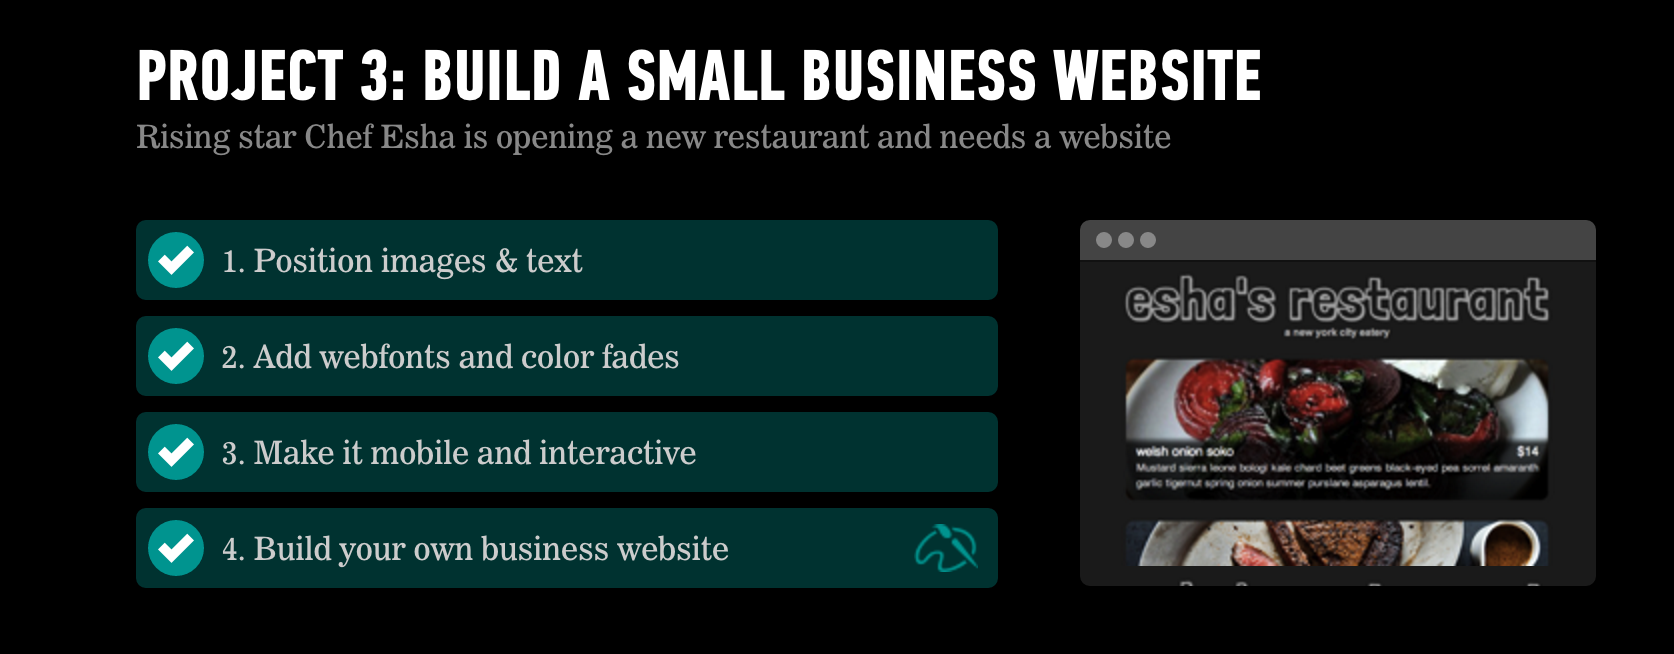 PROJECT 3: BUILD A SMALL BUSINESS WEBSITE
Rising star Chef Esha is opening a new restaurant and needs a website
1. Position images & text
2. Add webfonts and color fades
3. Make it mobile and interactive
4. Build your own business website
esha's restaurant
a new york city eatery
welsh onion soko $14
Mustard sierra leone bologi kale chard beet greens black-eyed pea sorrel amaranth
garlic tigernut spring onion summer purslane asparagus lentil.